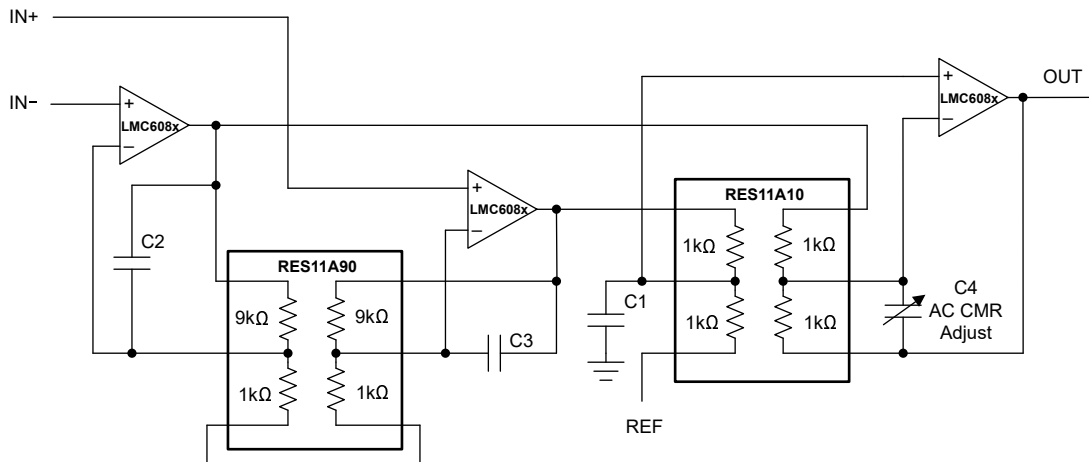 IN+
IN−
+
LMC608x
−
C2
RES11A90
9kΩ
9kΩ
1kΩ
1kΩ
+
LMC608x
−
C3
C1
RES11A10
1kΩ
1kΩ
1kΩ
1kΩ
REF
+
LMC608x
−
OUT
C4
AC CMR
Adjust